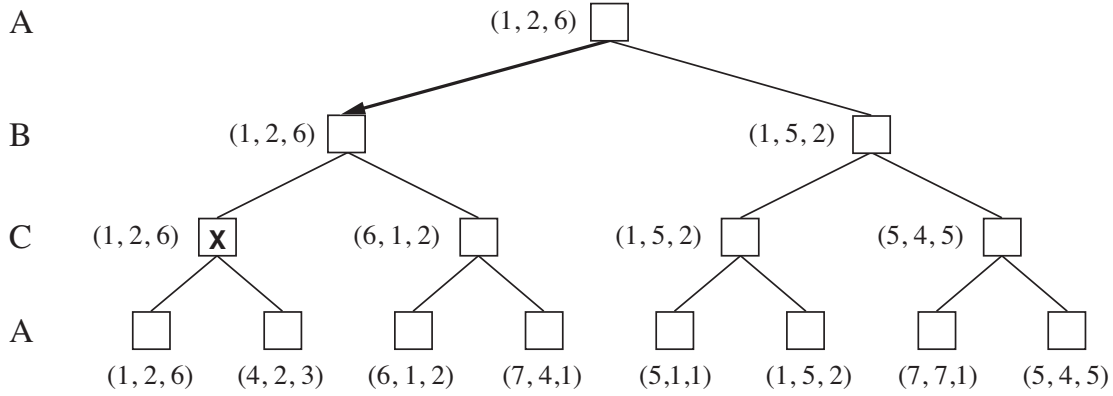 A (1, 2, 6)
B (1, 2, 6) (1, 5, 2)
C (1, 2, 6) X (6, 1, 2) (1, 5, 2) (5, 4, 5)
A
(1, 2, 6) (4, 2, 3) (6, 1, 2) (7, 4,1) (5,1,1) (1, 5, 2) (7, 7,1) (5, 4, 5)